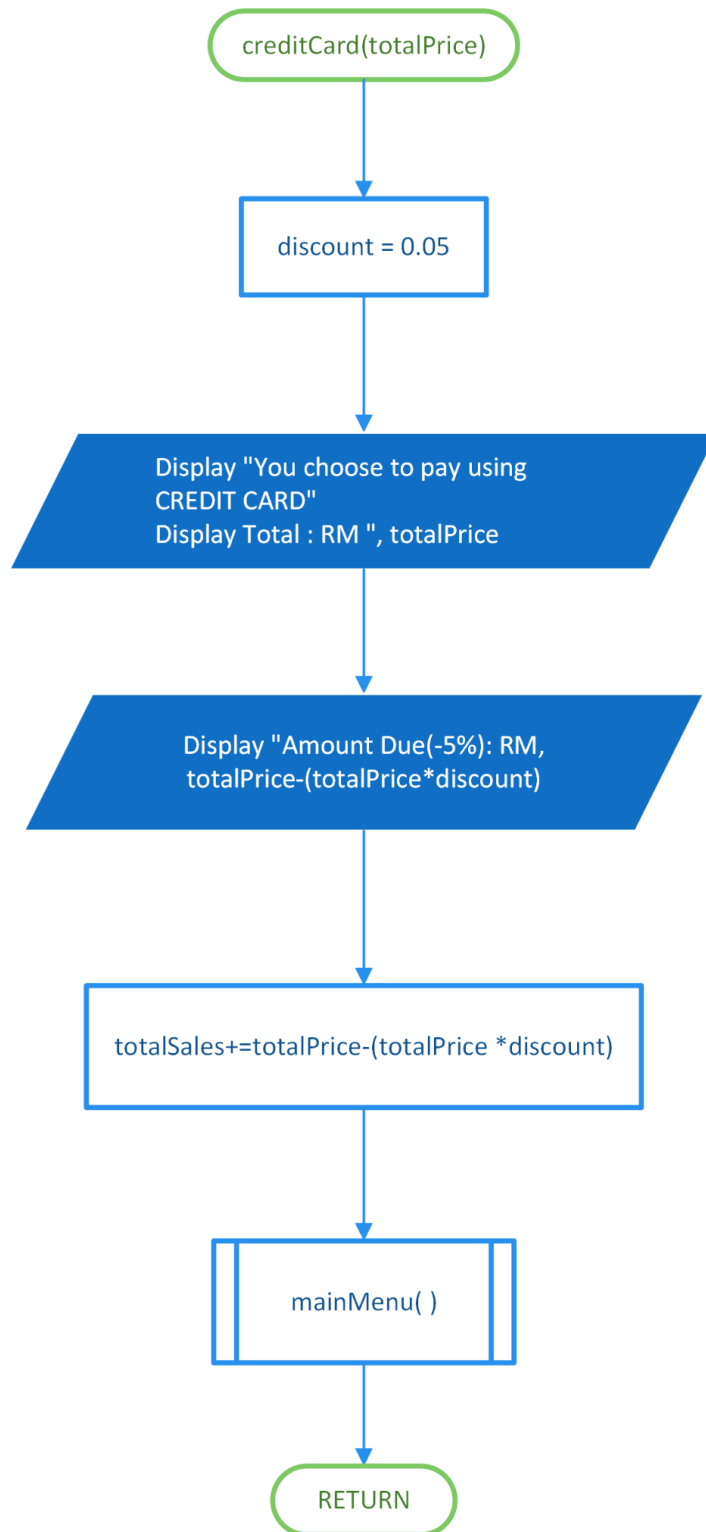 creditCard(totalPrice)
discount = 0.05
Display "You choose to pay using
CREDIT CARD"
Display Total : RM ", totalPrice
Display "Amount Due(-5%): RM,
totalPrice-(totalPrice*discount)
totalSales+=totalPrice-(totalPrice *discount)
mainMenu( )
RETURN